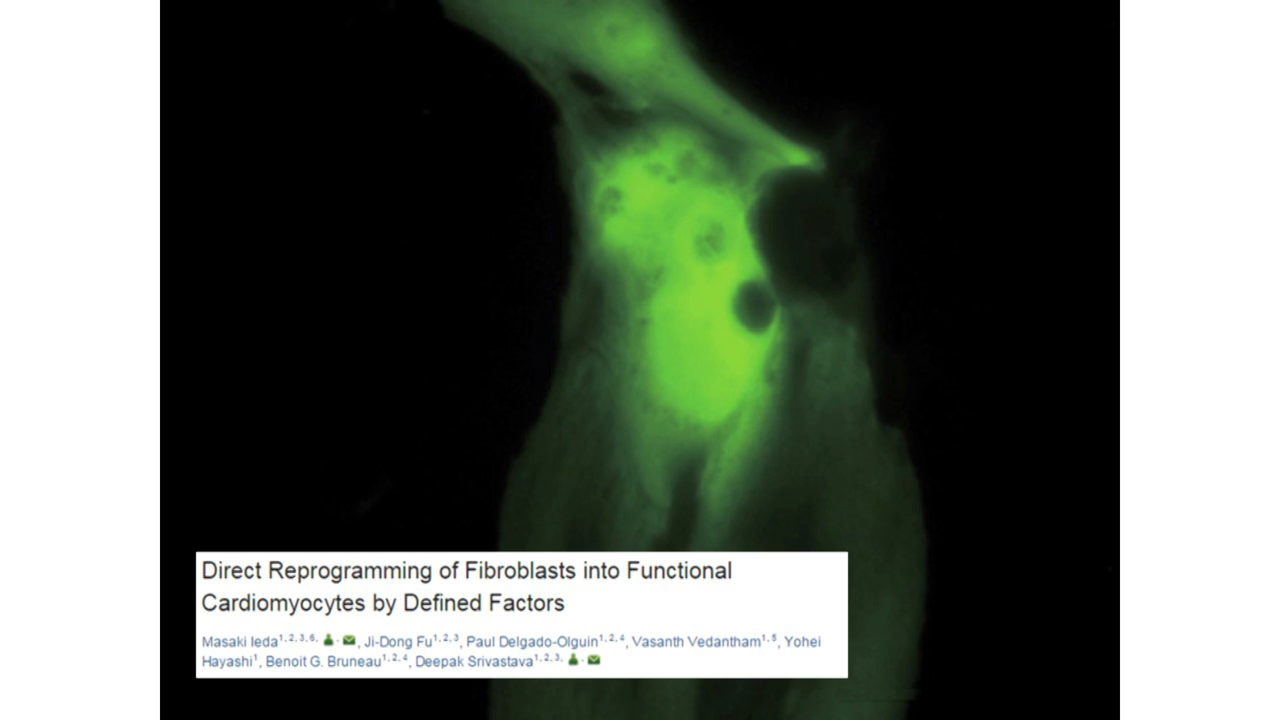 Direct Reprogramming of Fibroblasts into Functional
Cardiomyocytes by Defined Factors
Masaki Ieda1,2,3,6, , Ji-Dong Fu1,2,3, Paul Delgado-Olguin1,2,4, Vasanth Vedantham1,5, Yohei
Hayashi1, Benoit G. Bruneau1,2,4, Deepak Srivastava1,2,3,